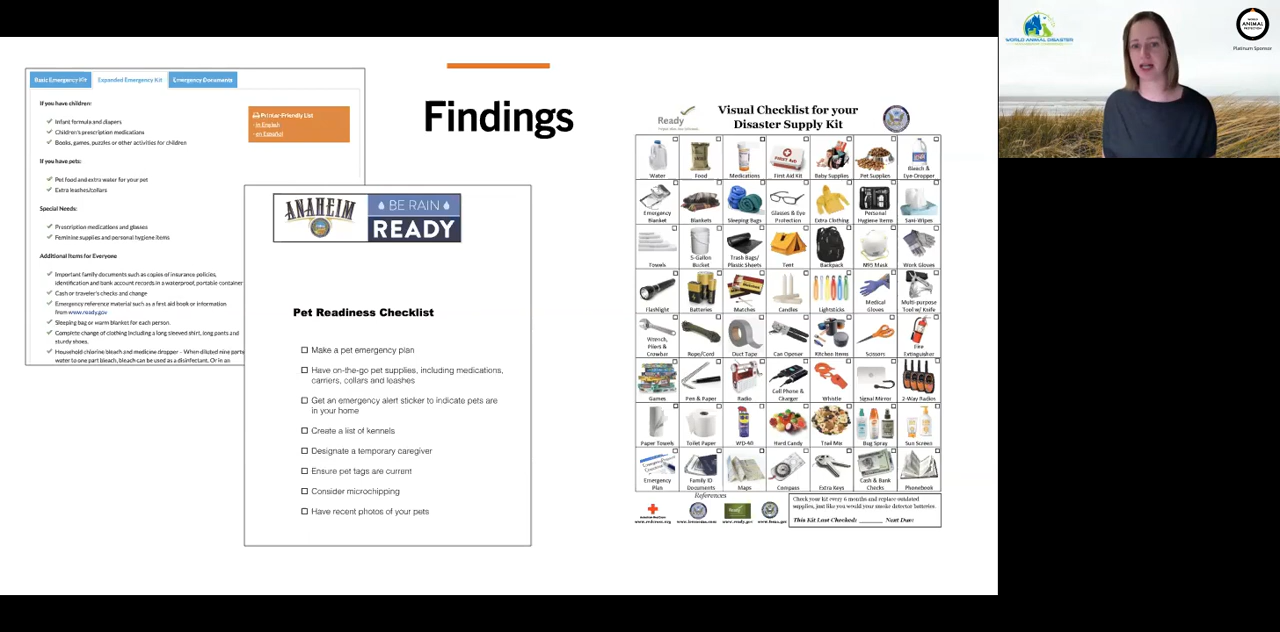 Findings
Basic Emergency Kit
Expanded Emergency Kit
Emergency Documents
If you have children:
Infant formula and diapers
Children's prescription medications
Books, games, puzzles or other activities for children
Printer-Friendly List
- in English
- en Español
If you have pets:
Pet food and extra water for your pet
Extra leashes/collars
Special Needs:
Prescription medications and glasses
Feminine supplies and personal hygiene items
Additional Items for Everyone
Important family documents such as copies of insurance policies,
identification and bank account records in a waterproof, portable container
Cash or traveler's checks and change
Emergency reference material such as a first aid book or information
from www.ready.gov
Sleeping bag or warm blanket for each person.
Complete change of clothing including a long sleeved shirt, long pants and
sturdy shoes.
Household chlorine bleach and medicine dropper – When diluted nine parts
water to one part bleach, bleach can be used as a disinfectant. Or in an
ANAHEIM
BE RAIN
READY
Pet Readiness Checklist
Make a pet emergency plan
Have on-the-go pet supplies, including medications,
carriers, collars and leashes
Get an emergency alert sticker to indicate pets are
in your home
Create a list of kennels
Designate a temporary caregiver
Ensure pet tags are current
Consider microchipping
Have recent photos of your pets
Ready
Visual Checklist for your
Disaster Supply Kit
Water
Food
Medications
First Aid Kit
Baby Supplies
Pet Supplies
Bleach &
Eye Dropper
Emergency
Blanket
Blankets
Sleeping Bags
Glasses & Eye
Protection
Extra Clothing
Personal
Hygiene Items
Sani-Wipes
Towels
5-Gallon
Bucket
Trash Bags/
Plastic Sheets
Tent
Backpack
N95 Mask
Work Gloves
Flashlight
Batteries
Matches
Candles
Lightsticks
Medical
Gloves
Multi-purpose
Tool w/ Knife
Wrench,
Pliers &
Crowbar
Rope/Cord
Duct Tape
Can Opener
Kitchen Items
Scissors
Fire
Extinguisher
Games
Pen & Paper
Radio
Cell Phone &
Charger
Whistle
Signal Mirror
2-Way Radios
Paper Towels
Toilet Paper
WD-40
Hard Candy
Trail Mix
Bug Spray
Sun Screen
Emergency
Plan
Family ID
Documents
Maps
Compass
Extra Keys
Cash & Bank
Checks
Phonebook
References
www.redcross.org
www.ready.gov
www.fema.gov
Check your kit every 6 months and replace outdated
supplies, just like you would your smoke detector batteries.
This Kit Last Checked: ______ Next Due:
WORLD ANIMAL DISASTER
WORLD
ANIMAL
PROTECTION
Platinum Sponsor